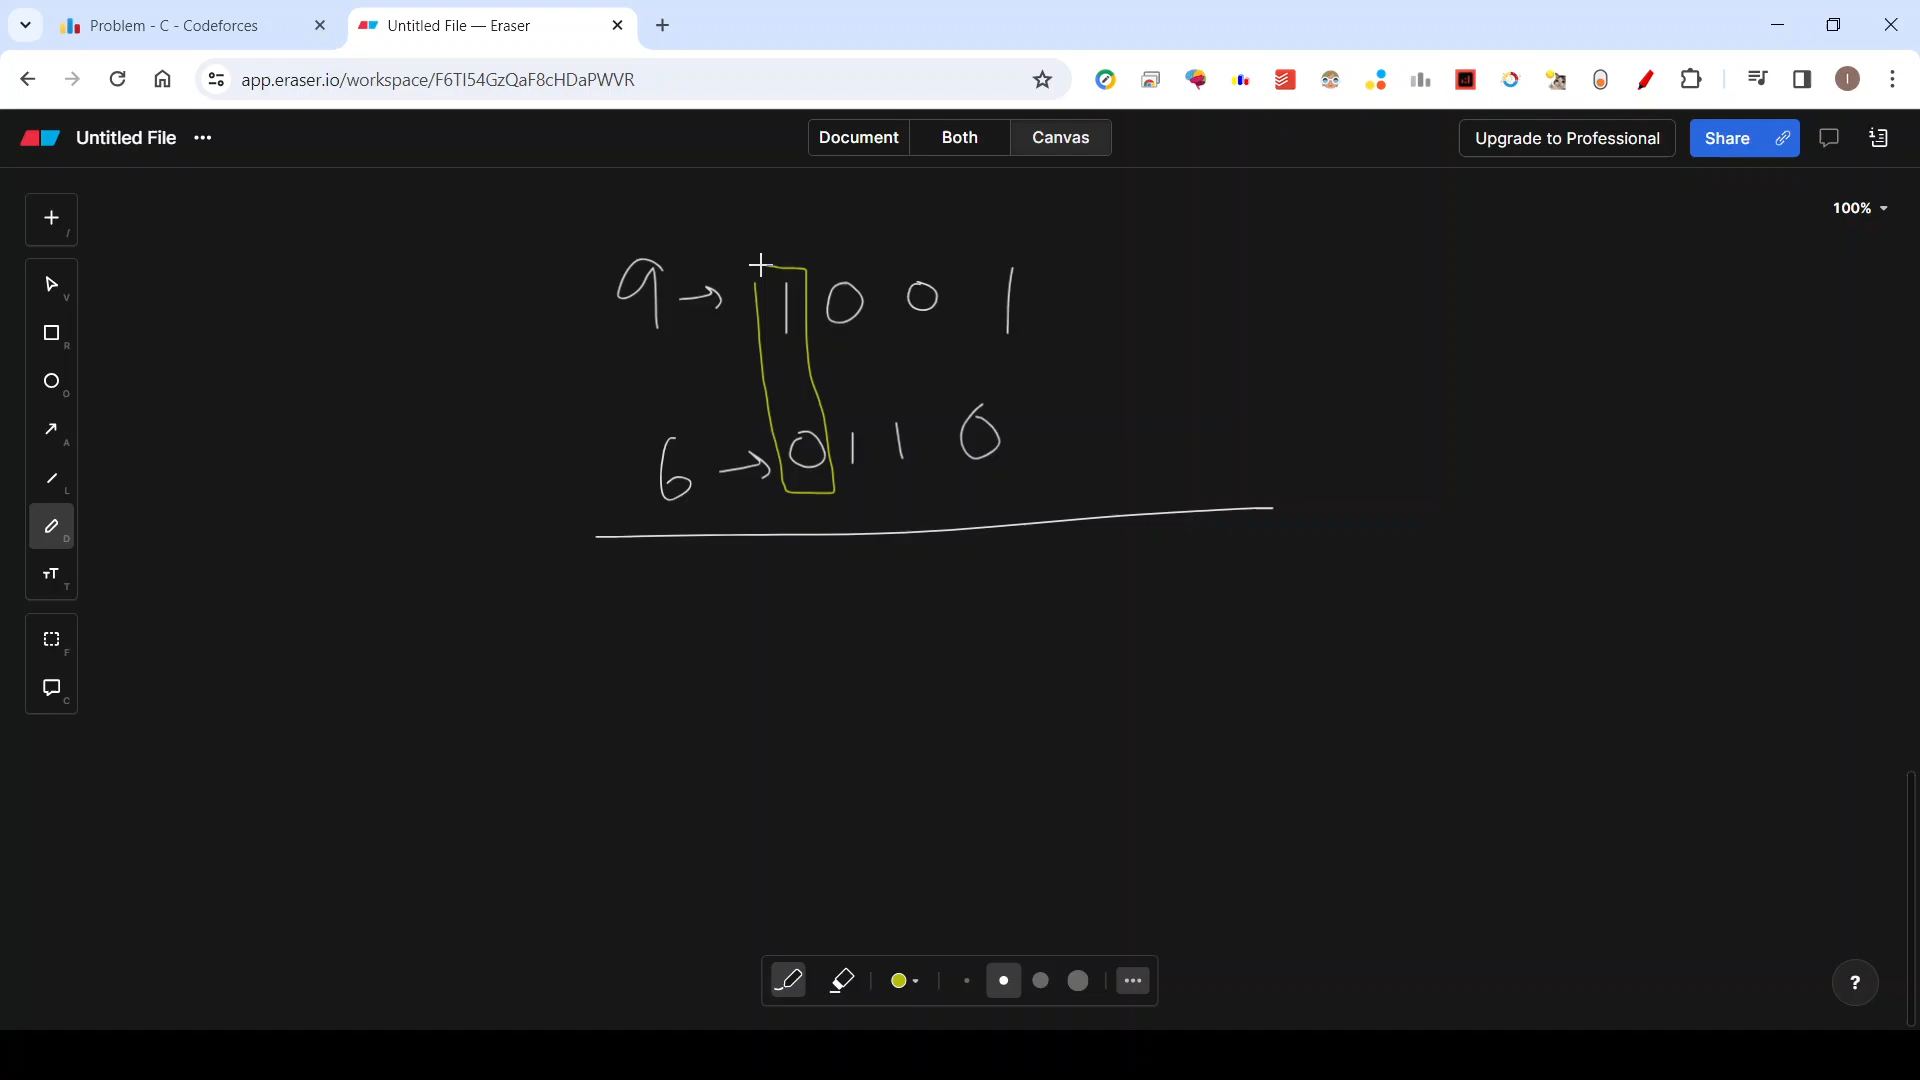 Problem - C - Codeforces
Untitled File — Eraser
app.eraser.io/workspace/F6TI54GzQaF8cHDaPWVR
I
Untitled File
Document Both Canvas
Upgrade to Professional
Share
100%
/
V
R
O
A
L
D
TT
T
F
C
9 → 1 0 0 1
6 → 0 1 1 0
?